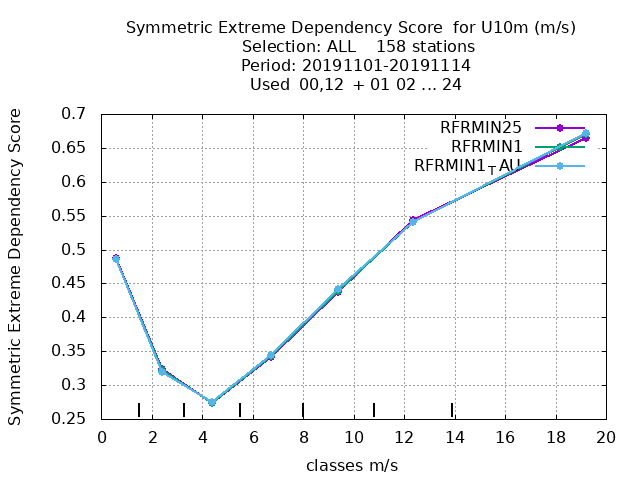 Symmetric Extreme Dependency Score for U10m (m/s)
Selection: ALL 158 stations
Period: 20191101-20191114
Used 00,12 + 01 02 ... 24
Symmetric Extreme Dependency Score
0.7
0.65
0.6
0.55
0.5
0.45
0.4
0.35
0.3
0.25
RFRMIN25
RFRMIN1
RFRMIN1TAU
0 2 4 6 8 10 12 14 16 18 20
classes m/s